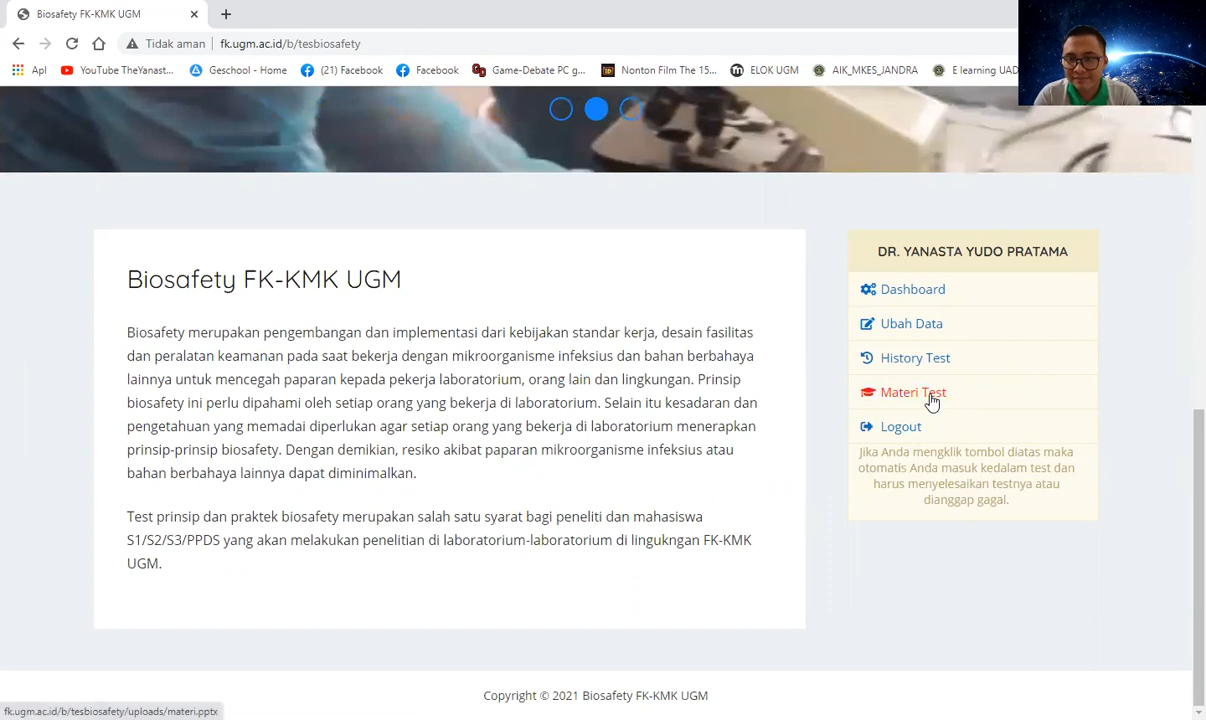 Biosafety FK-KMK UGM
Tidak aman
fk.ugm.ac.id/b/tesbiosafety
Apl
YouTube TheYanast...
Geschool - Home
(21) Facebook
Facebook
Game-Debate PC g...
Nonton Film The 15...
ELOK UGM
AIK_MKES_JANDRA
E learning UAD
Biosafety FK-KMK UGM
Biosafety merupakan pengembangan dan implementasi dari kebijakan standar kerja, desain fasilitas
dan peralatan keamanan pada saat bekerja dengan mikroorganisme infeksius dan bahan berbahaya
lainnya untuk mencegah paparan kepada pekerja laboratorium, orang lain dan lingkungan. Prinsip
biosafety ini perlu dipahami oleh setiap orang yang bekerja di laboratorium. Selain itu kesadaran dan
pengetahuan yang memadai diperlukan agar setiap orang yang bekerja di laboratorium menerapkan
prinsip-prinsip biosafety. Dengan demikian, resiko akibat paparan mikroorganisme infeksius atau
bahan berbahaya lainnya dapat diminimalkan.
Test prinsip dan praktek biosafety merupakan salah satu syarat bagi peneliti dan mahasiswa
S1/S2/S3/PPDS yang akan melakukan penelitian di laboratorium-laboratorium di lingukngan FK-KMK
UGM.
DR. YANASTA YUDO PRATAMA
Dashboard
Ubah Data
History Test
Materi Test
Logout
Jika Anda mengklik tombol diatas maka
otomatis Anda masuk kedalam test dan
harus menyelesaikan testnya atau
dianggap gagal.
Copyright © 2021 Biosafety FK-KMK UGM
fk.ugm.ac.id/b/tesbiosafety/uploads/materi.pptx